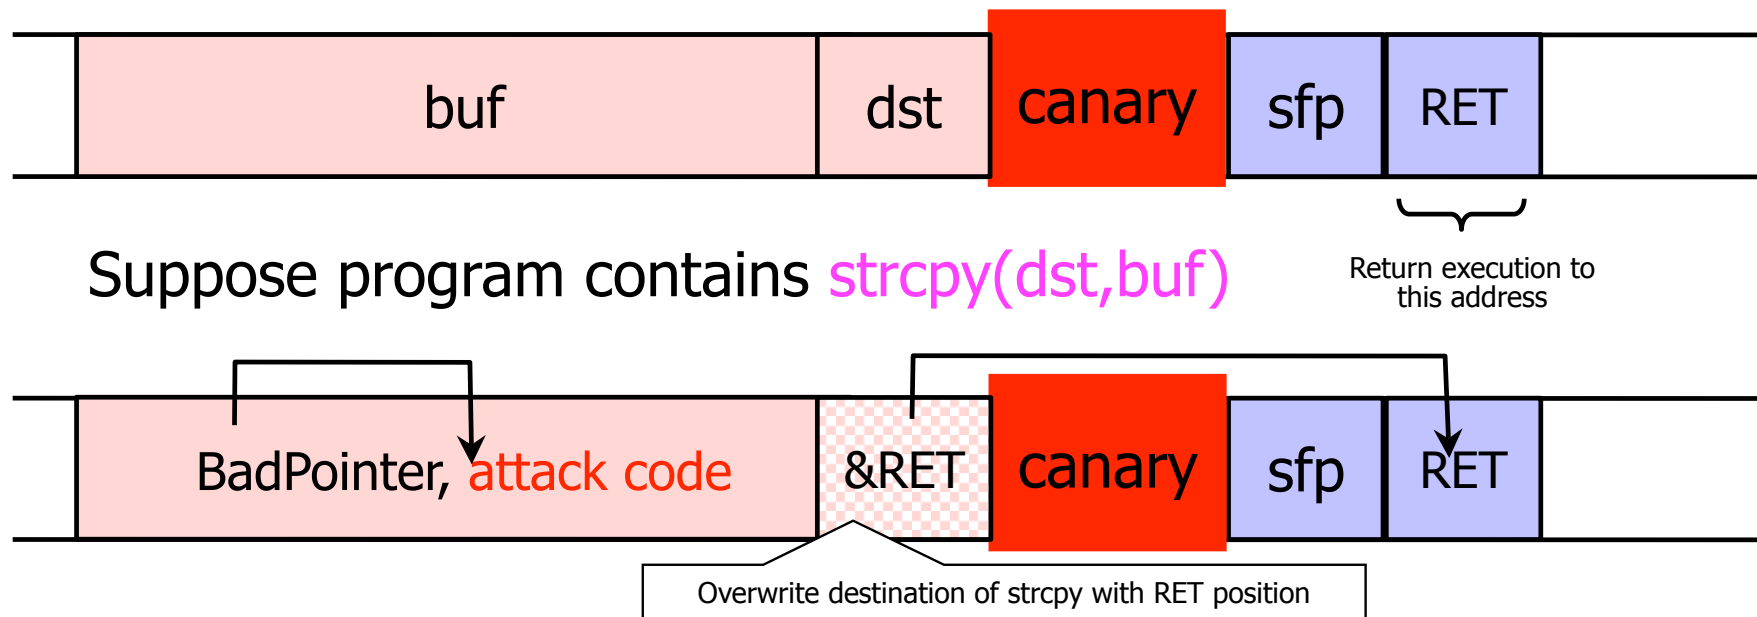 buf dst canary sfp RET
Suppose program contains strcpy(dst,buf)
Return execution to
this address
BadPointer, attack code &RET canary sfp RET
Overwrite destination of strcpy with RET position